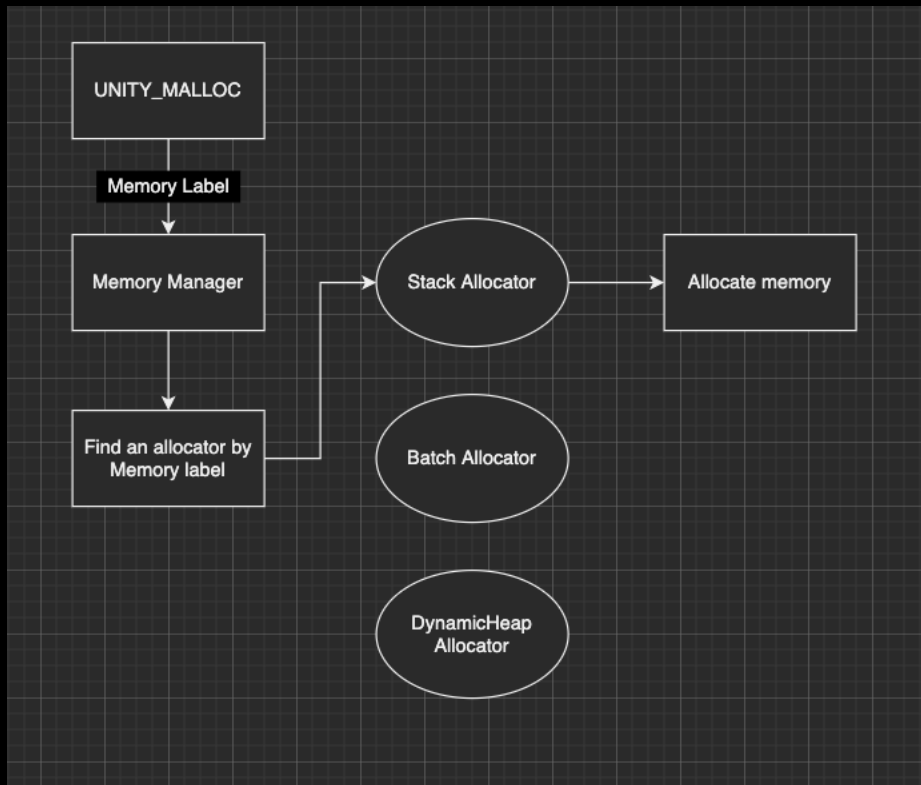 UNITY_MALLOC
Memory Label
Memory Manager
Stack Allocator
Allocate memory
Find an allocator by
Memory label
Batch Allocator
DynamicHeap
Allocator